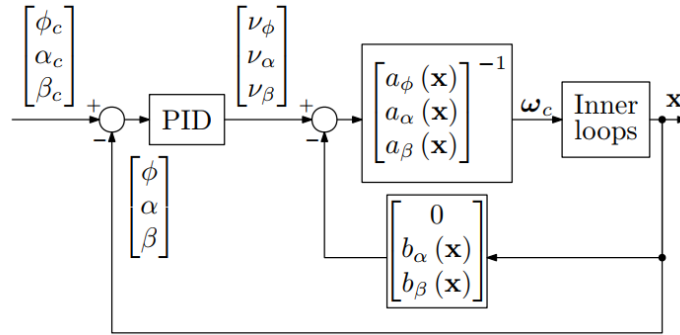 [ϕ_c
α_c
β_c]
+
−
PID
[ν_ϕ
ν_α
ν_β]
+
−
[a_ϕ (x)
a_α (x)
a_β (x)]^{-1}
ω_c
Inner
loops
x
[ϕ
α
β]
[0
b_α (x)
b_β (x)]